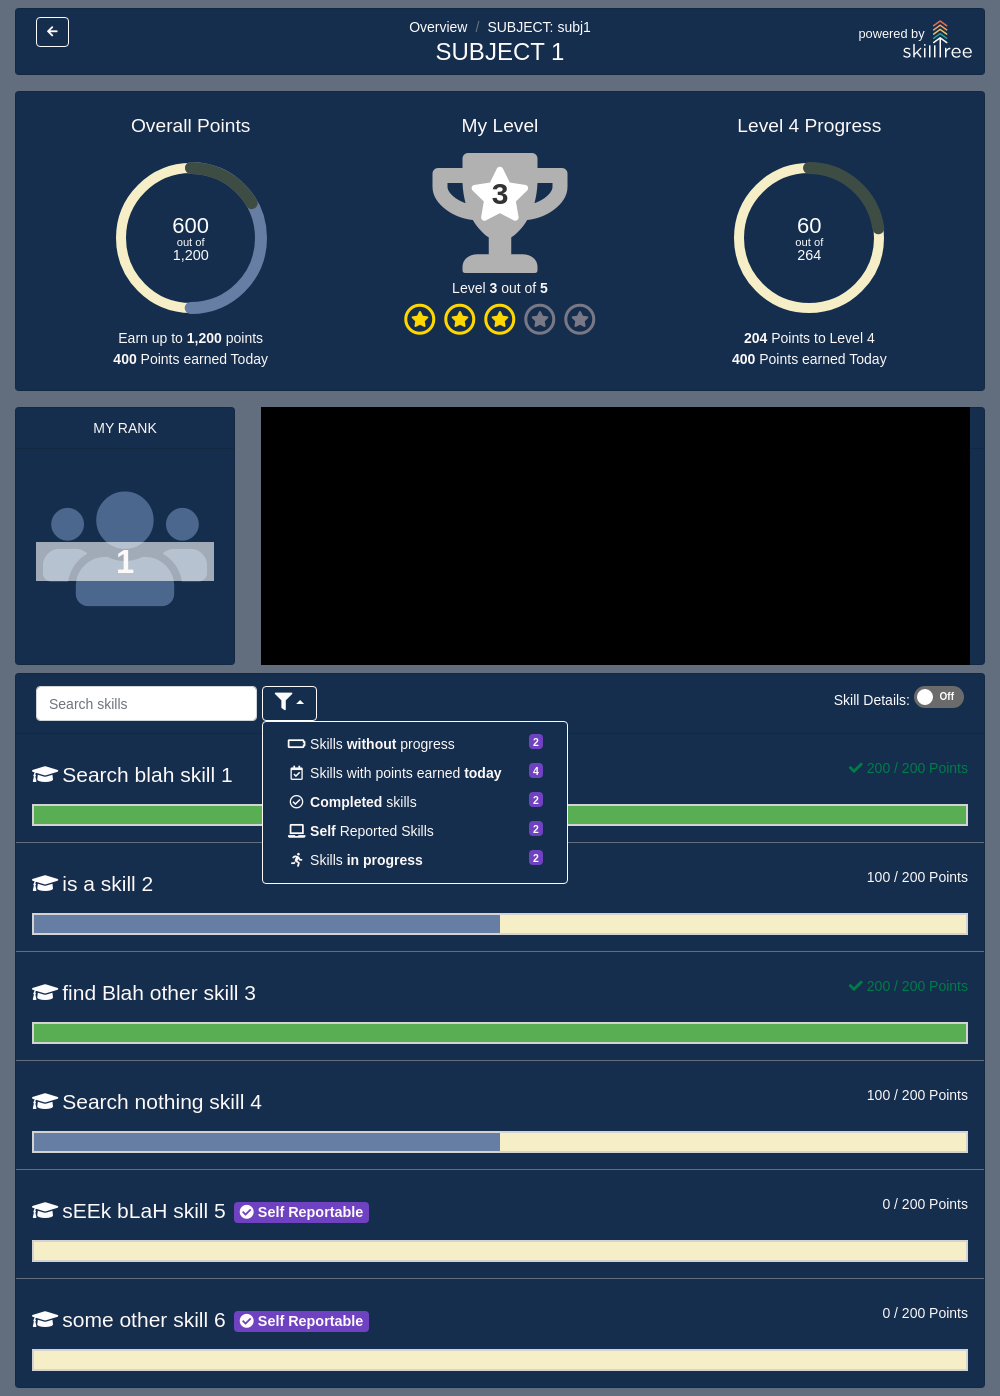 Overview / SUBJECT: subj1
SUBJECT 1
powered by
skilltree
Overall Points
600
out of
1,200
Earn up to 1,200 points
400 Points earned Today
My Level
3
Level 3 out of 5
Level 4 Progress
60
out of
264
204 Points to Level 4
400 Points earned Today
MY RANK
1
Search skills
Skill Details: Off
Skills without progress 2
Skills with points earned today 4
Completed skills 2
Self Reported Skills 2
Skills in progress 2
Search blah skill 1
200 / 200 Points
is a skill 2
100 / 200 Points
find Blah other skill 3
200 / 200 Points
Search nothing skill 4
100 / 200 Points
sEEk bLaH skill 5 Self Reportable
0 / 200 Points
some other skill 6 Self Reportable
0 / 200 Points